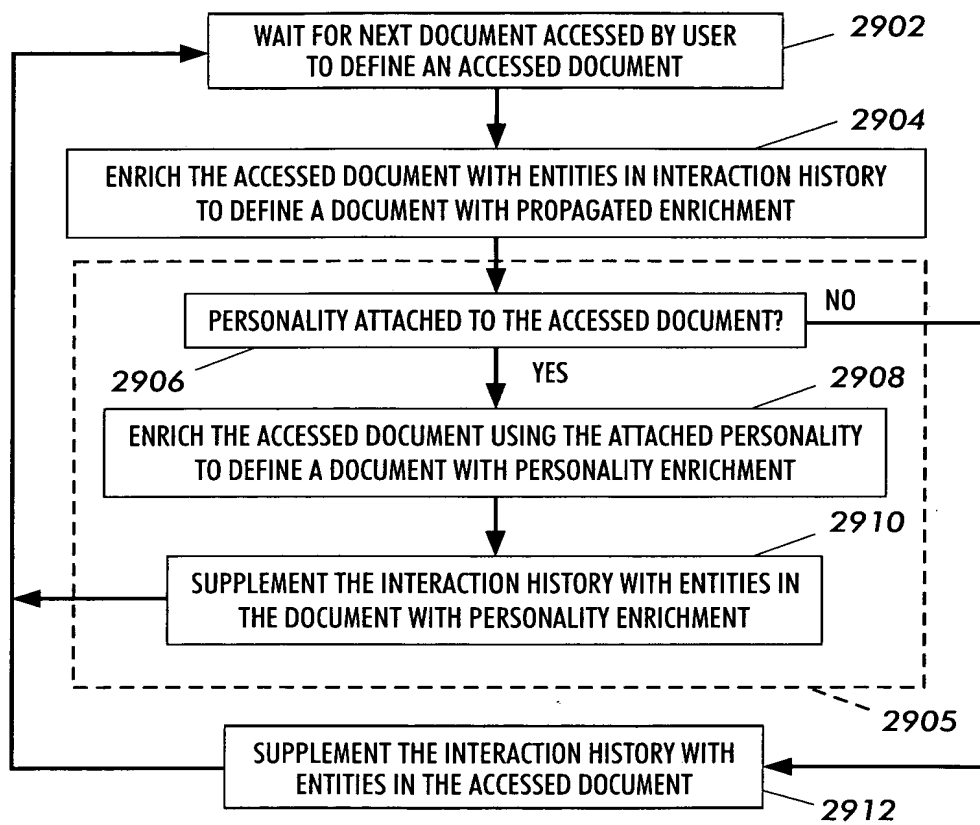 WAIT FOR NEXT DOCUMENT ACCESSED BY USER
TO DEFINE AN ACCESSED DOCUMENT
2902
2904
ENRICH THE ACCESSED DOCUMENT WITH ENTITIES IN INTERACTION HISTORY
TO DEFINE A DOCUMENT WITH PROPAGATED ENRICHMENT
PERSONALITY ATTACHED TO THE ACCESSED DOCUMENT?
NO
2906
YES
2908
ENRICH THE ACCESSED DOCUMENT USING THE ATTACHED PERSONALITY
TO DEFINE A DOCUMENT WITH PERSONALITY ENRICHMENT
2910
SUPPLEMENT THE INTERACTION HISTORY WITH ENTITIES IN
THE DOCUMENT WITH PERSONALITY ENRICHMENT
2905
SUPPLEMENT THE INTERACTION HISTORY WITH
ENTITIES IN THE ACCESSED DOCUMENT
2912